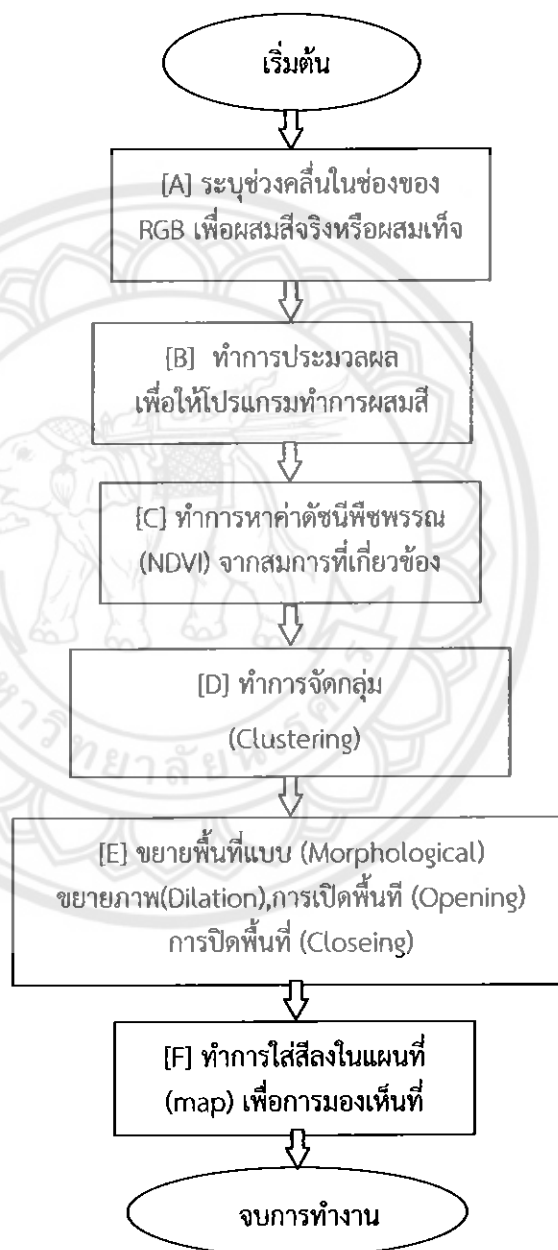 เริ่มต้น
[A] ระบุช่วงคลื่นในช่องของ
RGB เพื่อผสมสีจริงหรือผสมเท็จ
[B] ทำการประมวลผล
เพื่อให้โปรแกรมทำการผสมสี
[C] ทำการหาค่าดัชนีพืชพรรณ
(NDVI) จากสมการที่เกี่ยวข้อง
[D] ทำการจัดกลุ่ม
(Clustering)
[E] ขยายพื้นที่แบบ (Morphological)
ขยายภาพ(Dilation),การเปิดพื้นที (Opening)
การปิดพื้นที่ (Closeing)
[F] ทำการใส่สีลงในแผนที่
(map) เพื่อการมองเห็นที่
จบการทำงาน